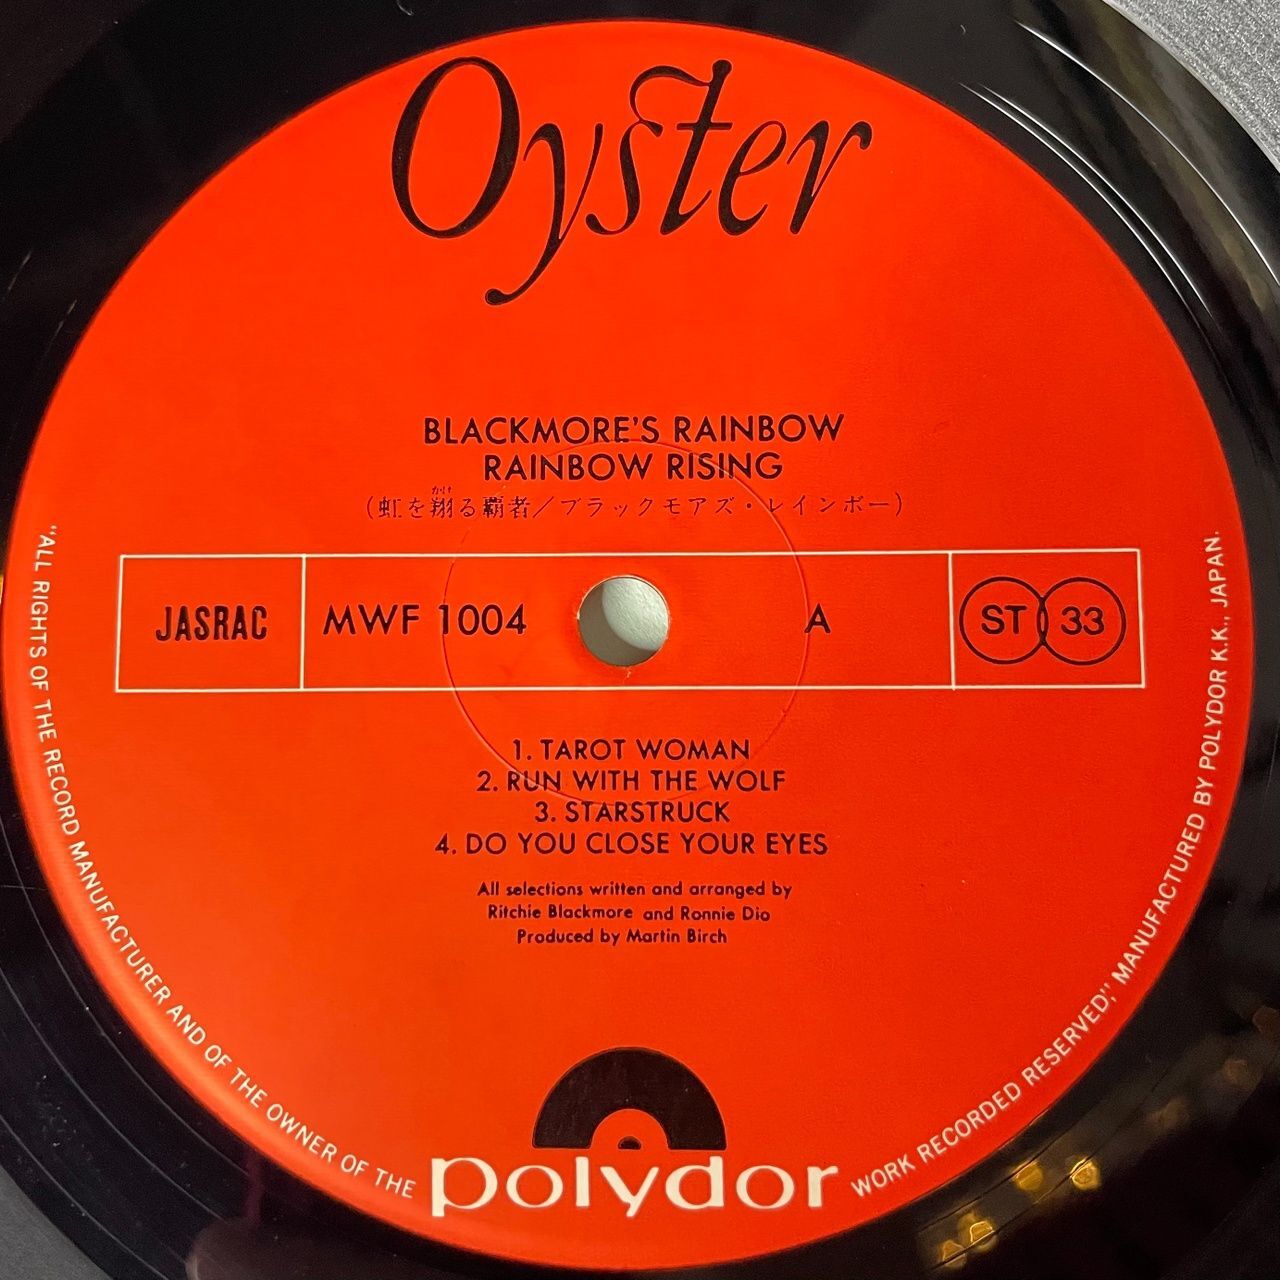 Oyster
BLACKMORE'S RAINBOW
RAINBOW RISING
かけ
(虹を翔る覇者/ブラックモアズ・レインボー)
JASRAC
MWF 1004
A
ST 33
1. TAROT WOMAN
2. RUN WITH THE WOLF
3. STARSTRUCK
4. DO YOU CLOSE YOUR EYES
All selections written and arranged by
Ritchie Blackmore and Ronnie Dio
Produced by Martin Birch
polydor
"ALL RIGHTS OF THE RECORD MANUFACTURER AND OF THE OWNER OF THE WORK RECORDED RESERVED," MANUFACTURED BY POLYDOR K.K., JAPAN.